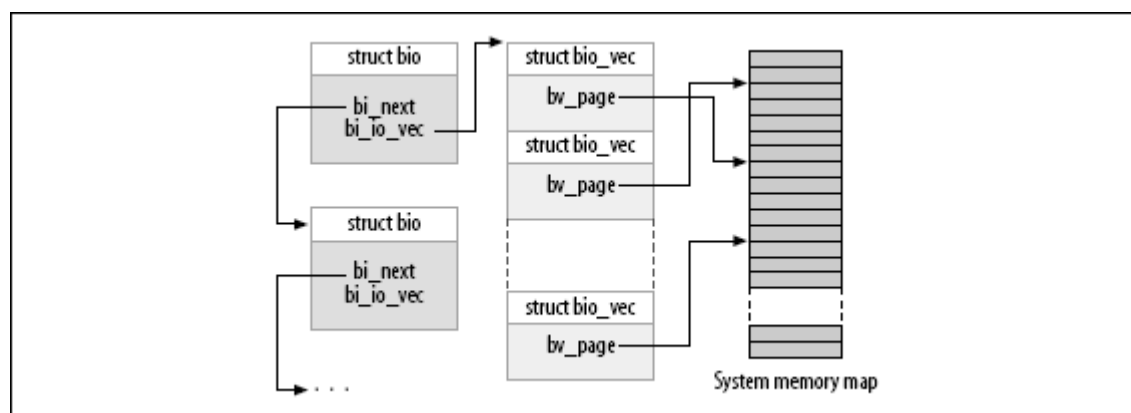 struct bio
bi_next
bi_io_vec
struct bio
bi_next
bi_io_vec
. . .
struct bio_vec
bv_page
struct bio_vec
bv_page
struct bio_vec
bv_page
System memory map